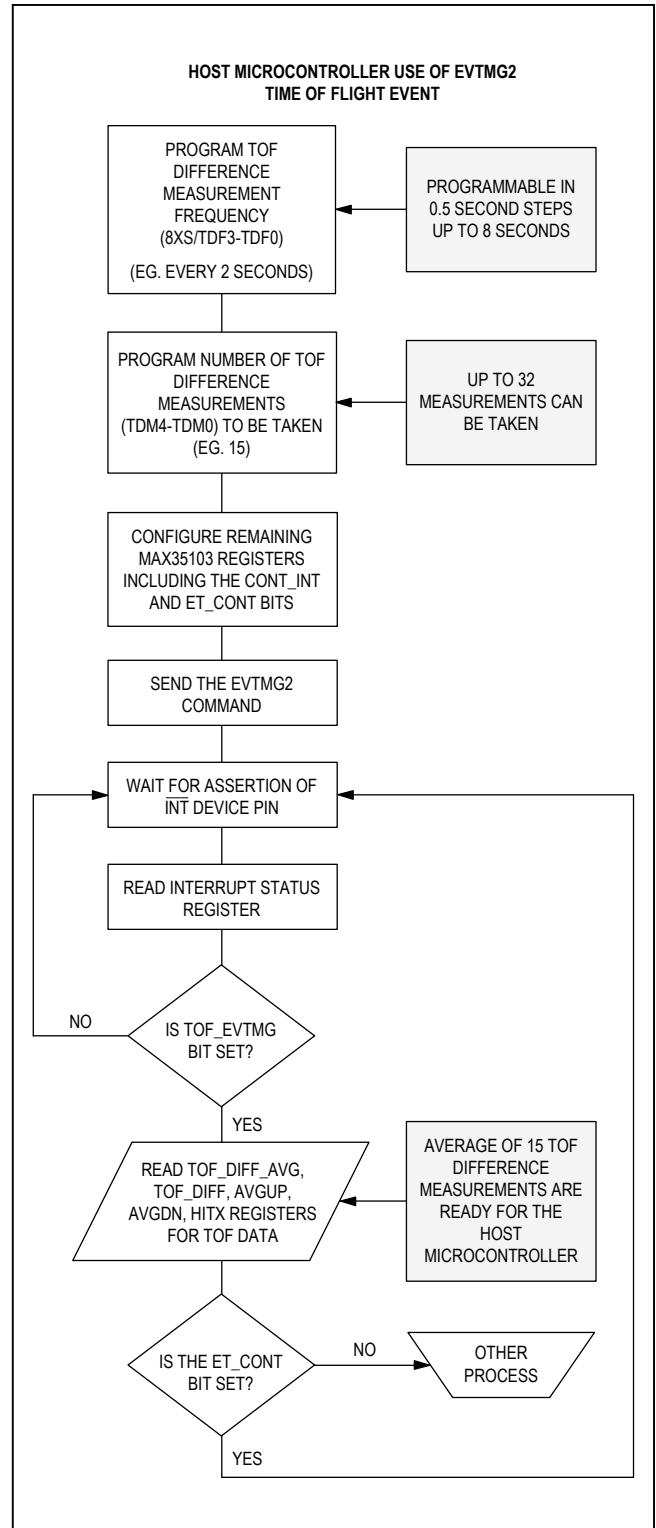 HOST MICROCONTROLLER USE OF EVTMG2
TIME OF FLIGHT EVENT
PROGRAM TOF
DIFFERENCE
MEASUREMENT
FREQUENCY
(8XS/TDF3-TDF0)
(EG. EVERY 2 SECONDS)
PROGRAMMABLE IN
0.5 SECOND STEPS
UP TO 8 SECONDS
PROGRAM NUMBER OF TOF
DIFFERENCE
MEASUREMENTS
(TDM4-TDM0) TO BE TAKEN
(EG. 15)
UP TO 32
MEASUREMENTS CAN
BE TAKEN
CONFIGURE REMAINING
MAX35103 REGISTERS
INCLUDING THE CONT_INT
AND ET_CONT BITS
SEND THE EVTMG2
COMMAND
WAIT FOR ASSERTION OF
INT DEVICE PIN
READ INTERRUPT STATUS
REGISTER
IS TOF_EVTMG
BIT SET?
NO
YES
READ TOF_DIFF_AVG,
TOF_DIFF, AVGUP,
AVGDN, HITX REGISTERS
FOR TOF DATA
AVERAGE OF 15 TOF
DIFFERENCE
MEASUREMENTS ARE
READY FOR THE
HOST
MICROCONTROLLER
IS THE ET_CONT
BIT SET?
NO
OTHER
PROCESS
YES